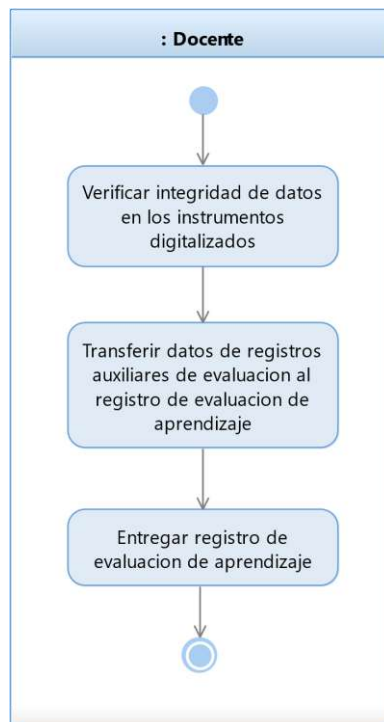 : Docente
Verificar integridad de datos
en los instrumentos
digitalizados
Transferir datos de registros
auxiliares de evaluacion al
registro de evaluacion de
aprendizaje
Entregar registro de
evaluacion de aprendizaje